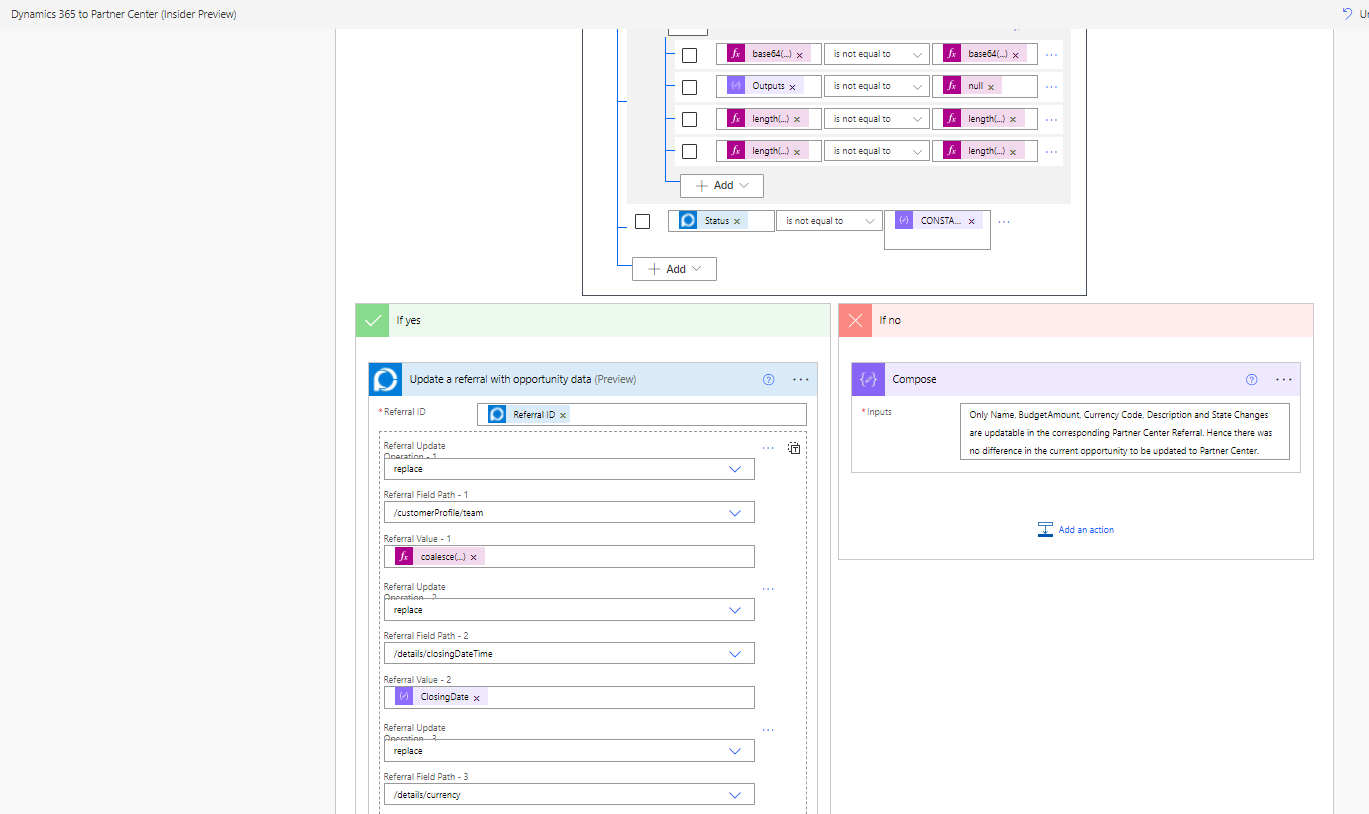 Dynamics 365 to Partner Center (Insider Preview)
base64(...) × is not equal to base64(...) × ...
Outputs × is not equal to null × ...
length(...) × is not equal to length(...) × ...
length(...) × is not equal to length(...) × ...
+ Add
Status × is not equal to CONSTA... × ...
+ Add
If yes
Update a referral with opportunity data (Preview)
* Referral ID
Referral ID ×
Referral Update
Operation - 1
replace
Referral Field Path - 1
/customerProfile/team
Referral Value - 1
coalesce(...) ×
Referral Update
Operation - 2
replace
Referral Field Path - 2
/details/closingDateTime
Referral Value - 2
ClosingDate ×
Referral Update
Operation - 3
replace
Referral Field Path - 3
/details/currency
If no
Compose
* Inputs
Only Name, BudgetAmount, Currency Code, Description and State Changes
are updatable in the corresponding Partner Center Referral. Hence there was
no difference in the current opportunity to be updated to Partner Center.
Add an action